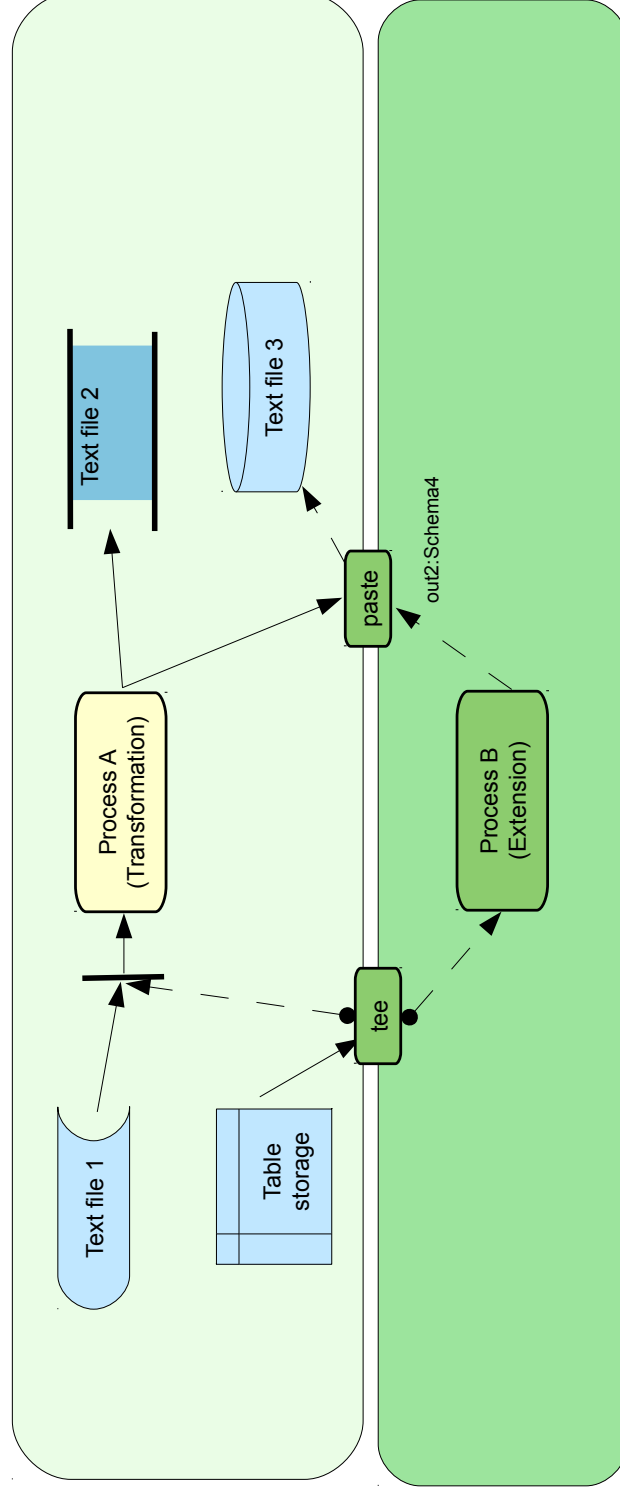 Text file 1
Table
storage
tee
Process A
(Transformation)
Process B
(Extension)
paste
out2:Schema4
Text file 2
Text file 3